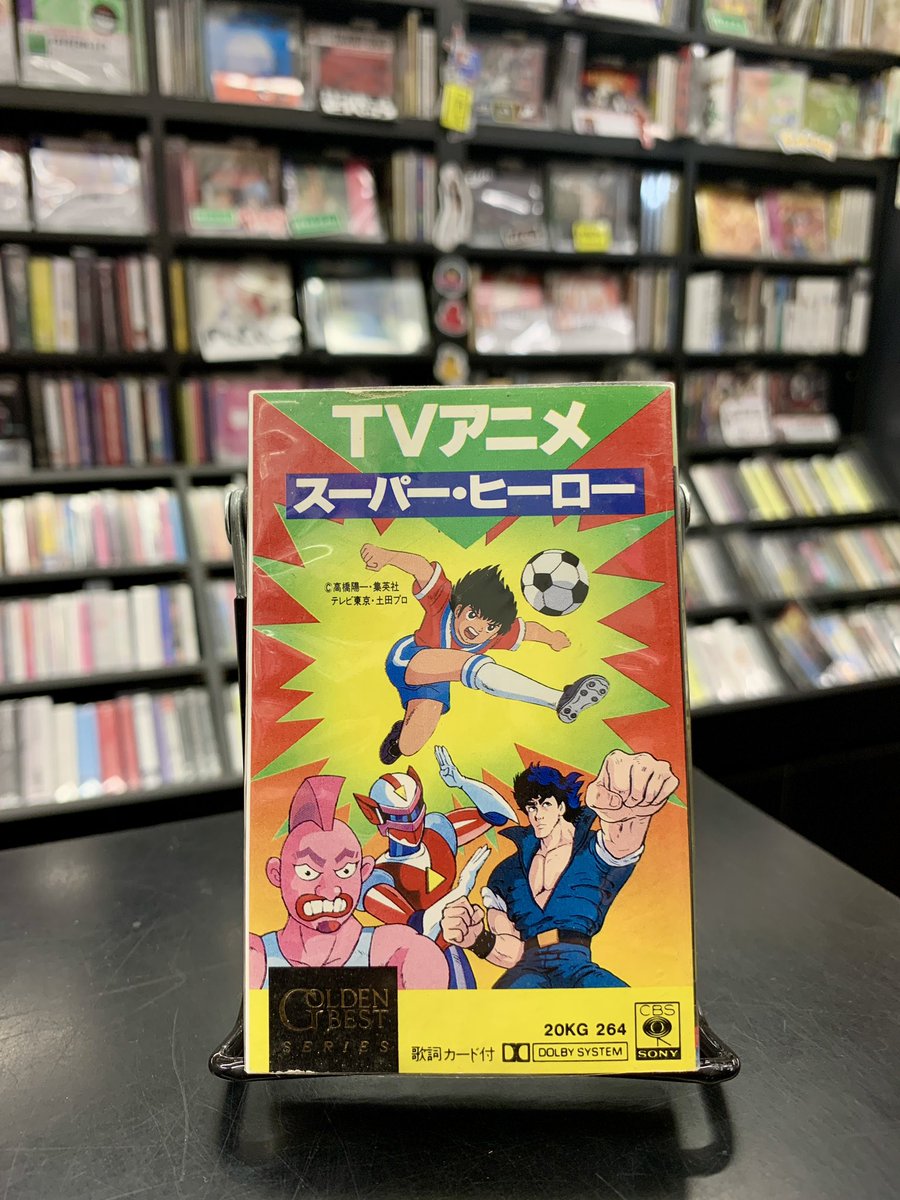 TVアニメ
スーパー・ヒーロー
©高橋陽一・集英社
テレビ東京・土田プロ
GOLDEN
BEST
SERIES
20KG 264
歌詞カード付
DOLBY SYSTEM
CBS
SONY